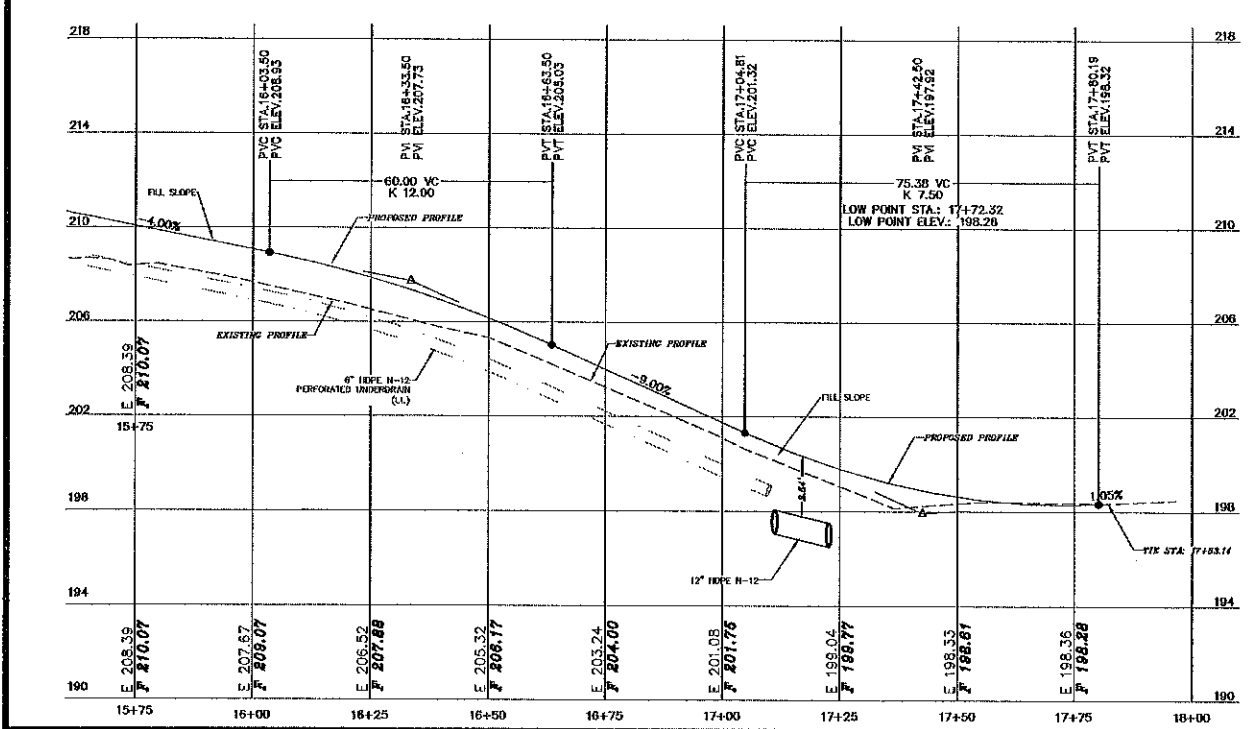 218
218
PVC STA.16+03.50
PVC ELEV.208.93
PVI STA.16+33.50
PVI ELEV.207.73
PVT STA.16+63.50
PVT ELEV.205.03
PVC STA.17+04.81
PVC ELEV.201.32
PVI STA.17+42.50
PVI ELEV.197.92
PVT STA.17+80.19
PVT ELEV.198.32
214
214
60.00 VC
K 12.00
75.38 VC
K 7.50
LOW POINT STA.: 17+72.32
LOW POINT ELEV.: 198.28
FILL SLOPE
-4.00%
PROPOSED PROFILE
210
210
206
206
EXISTING PROFILE
EXISTING PROFILE
6" HDPE N-12
PERFORATED UNDERDRAIN
-9.00%
FILL SLOPE
E 208.39
F 210.07
15+75
202
202
PROPOSED PROFILE
198
1.05%
198
TIE STA: 17+83.14
12" HDPE N-12
194
194
E 208.39
F 210.07
E 207.67
F 209.07
E 206.52
F 207.88
E 205.32
F 206.17
E 203.24
F 204.00
E 201.08
F 201.75
E 199.04
F 199.77
E 198.33
F 198.61
E 198.36
F 198.28
190
190
15+75
16+00
16+25
16+50
16+75
17+00
17+25
17+50
17+75
18+00